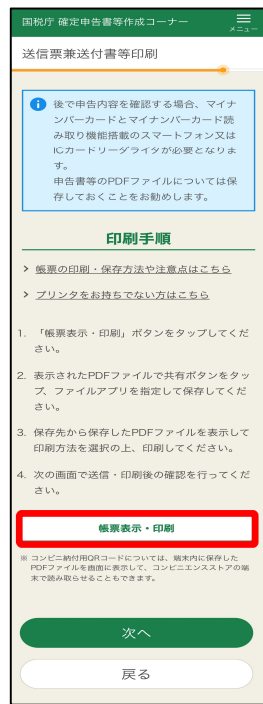 国税庁 確定申告書等作成コーナー
メニュー
送信票兼送付書等印刷
後で申告内容を確認する場合、マイナ
ンバーカードとマイナンバーカード読
み取り機能搭載のスマートフォン又は
ICカードリーダライタが必要となりま
す。
申告書等のPDFファイルについては保
存しておくことをお勧めします。
印刷手順
> 帳票の印刷・保存方法や注意点はこちら
> プリンタをお持ちでない方はこちら
1. 「帳票表示・印刷」ボタンをタップしてくだ
さい。
2. 表示されたPDFファイルで共有ボタンをタッ
プ、ファイルアプリを指定して保存してくだ
さい。
3. 保存先から保存したPDFファイルを表示して
印刷方法を選択の上、印刷してください。
4. 次の画面で送信・印刷後の確認を行ってくだ
さい。
帳票表示・印刷
※ コンビニ納付用QRコードについては、端末内に保存した
PDFファイルを画面に表示して、コンビニエンスストアの端
末で読み取らせることもできます。
次へ
戻る